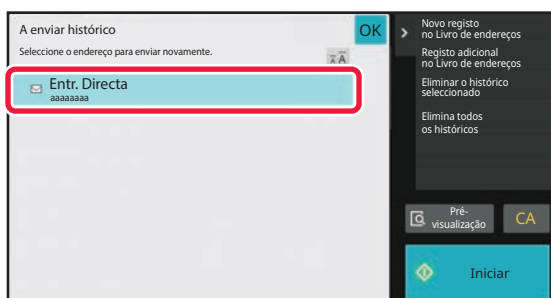 A enviar histórico
OK
Seleccione o endereço para enviar novamente.
Entr. Directa
aaaaaaaa
Novo registo
no Livro de endereços
Registo adicional
no Livro de endereços
Eliminar o histórico
seleccionado
Elimina todos
os históricos
Pré-
visualização
CA
Iniciar